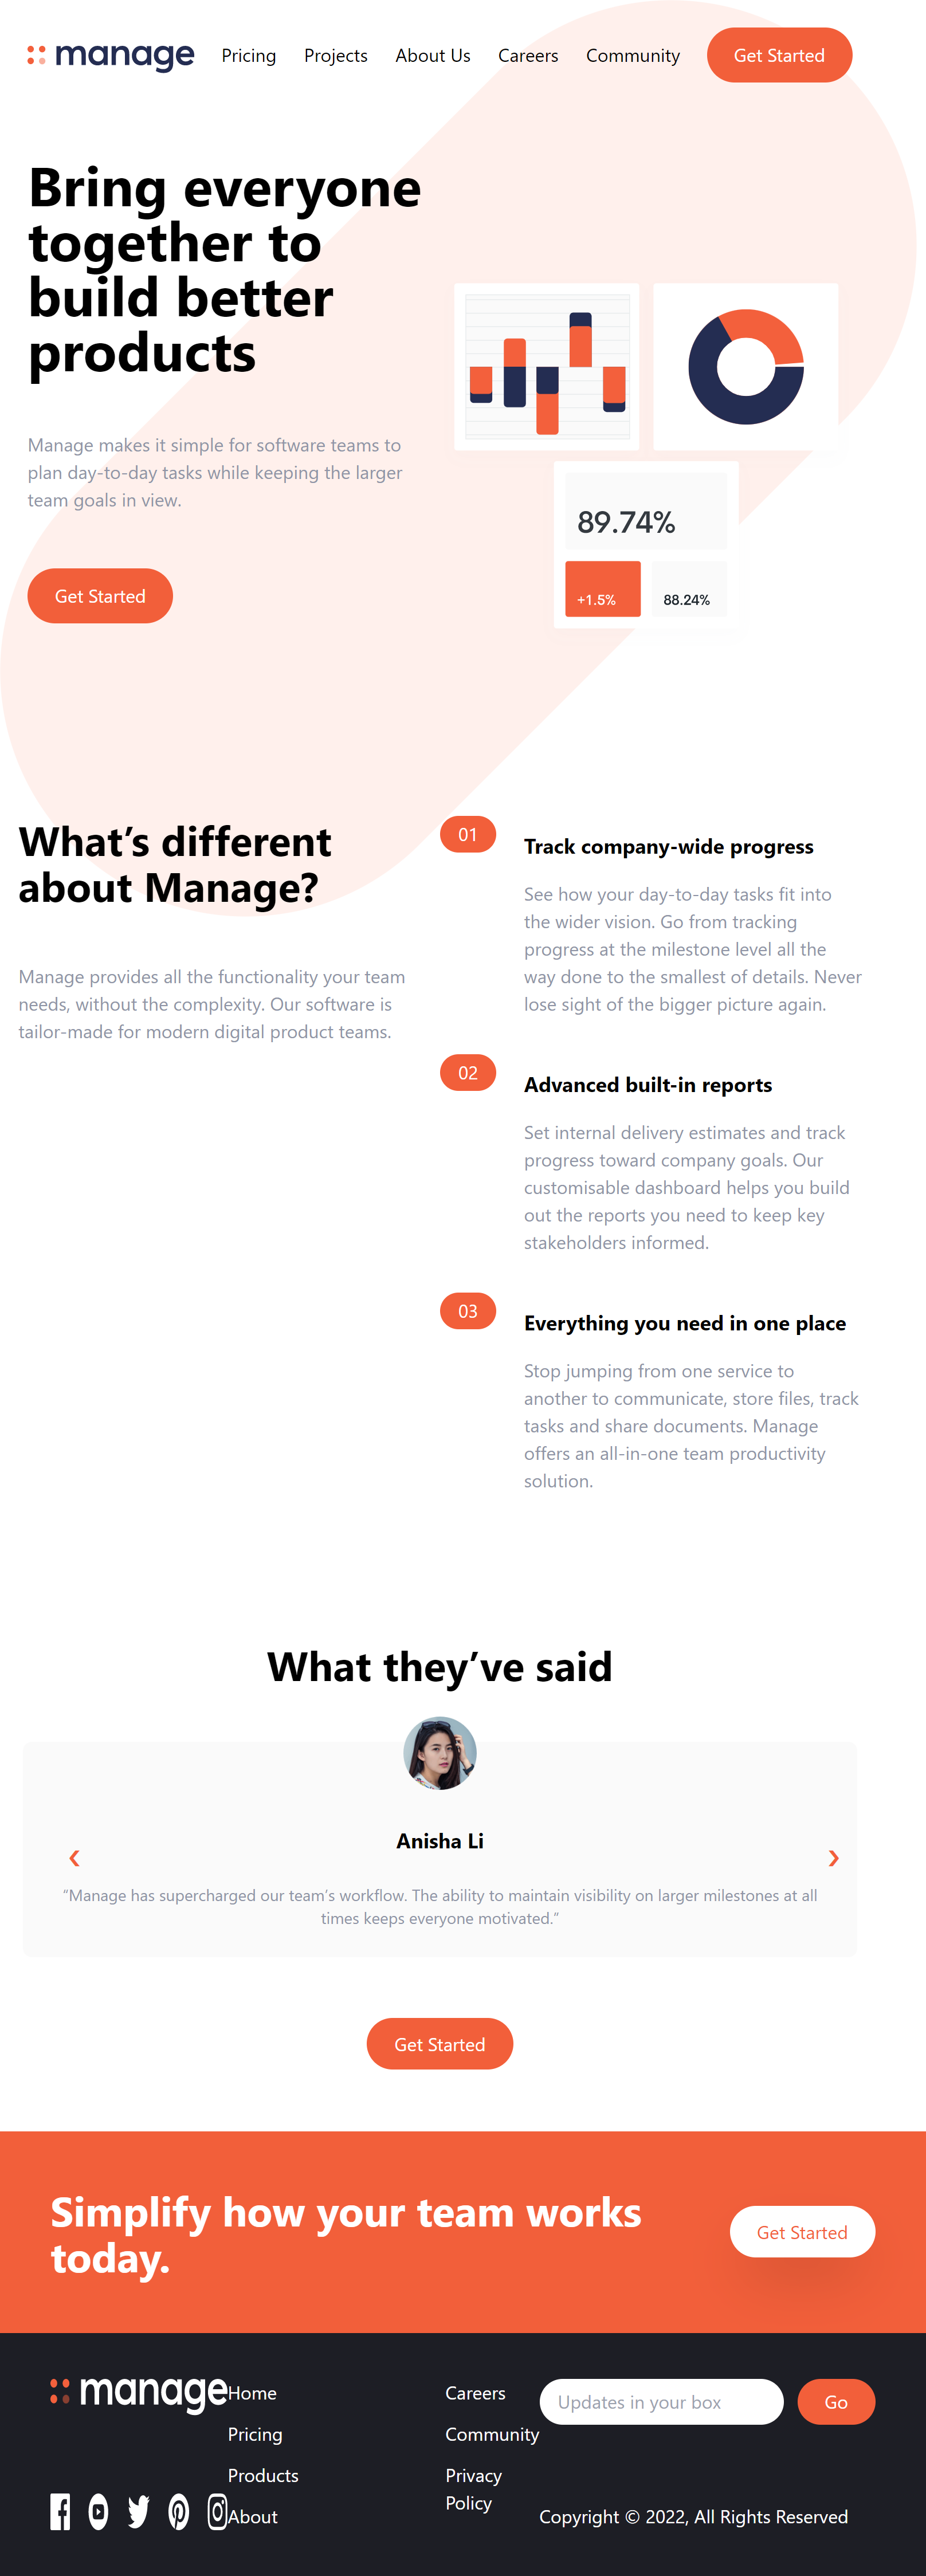 manage
Pricing
Projects
About Us
Careers
Community
Get Started
Bring everyone
together to
build better
products
Manage makes it simple for software teams to
plan day-to-day tasks while keeping the larger
team goals in view.
Get Started
89.74%
+1.5%
88.24%
What’s different
about Manage?
Manage provides all the functionality your team
needs, without the complexity. Our software is
tailor-made for modern digital product teams.
01
Track company-wide progress
See how your day-to-day tasks fit into
the wider vision. Go from tracking
progress at the milestone level all the
way done to the smallest of details. Never
lose sight of the bigger picture again.
02
Advanced built-in reports
Set internal delivery estimates and track
progress toward company goals. Our
customisable dashboard helps you build
out the reports you need to keep key
stakeholders informed.
03
Everything you need in one place
Stop jumping from one service to
another to communicate, store files, track
tasks and share documents. Manage
offers an all-in-one team productivity
solution.
What they’ve said
Anisha Li
“Manage has supercharged our team’s workflow. The ability to maintain visibility on larger milestones at all
times keeps everyone motivated.”
Get Started
Simplify how your team works
today.
Get Started
manage
Home
Pricing
Products
About
Careers
Community
Privacy
Policy
Updates in your box
Go
Copyright © 2022, All Rights Reserved